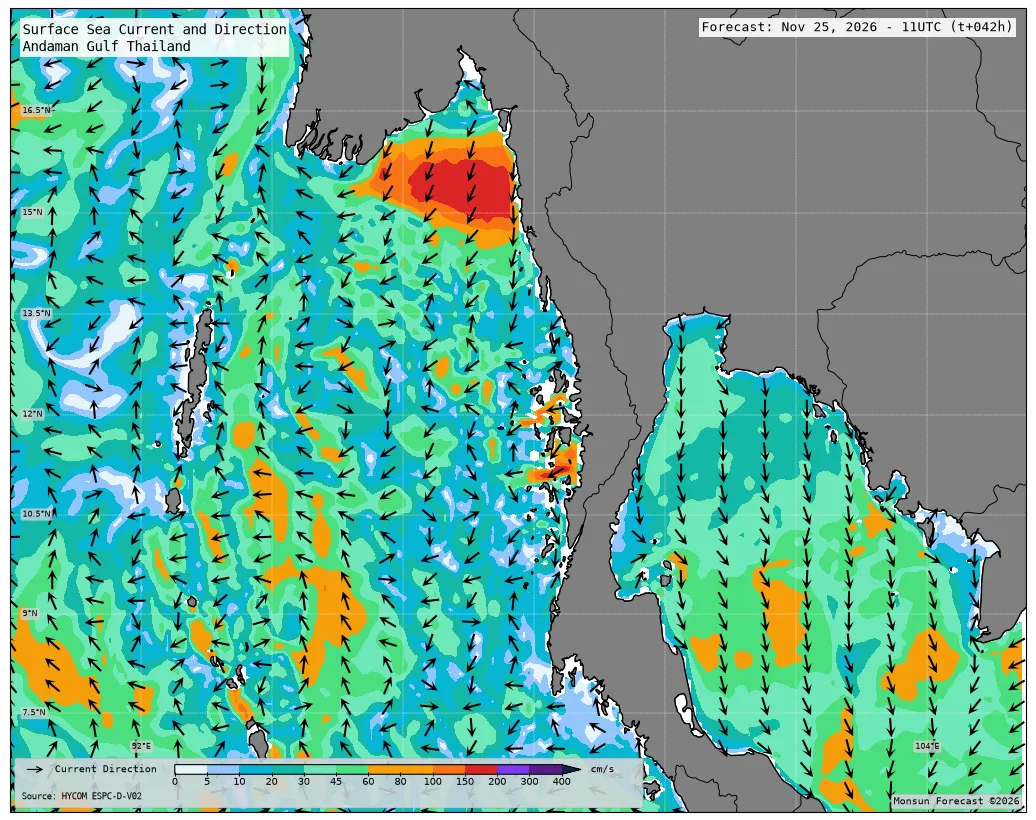 Surface Sea Current and Direction
Andaman Gulf Thailand
Forecast: Nov 25, 2026 - 11UTC (t+042h)
16.5°N
15°N
13.5°N
12°N
10.5°N
9°N
7.5°N
92°E
104°E
Current Direction
0 5 10 20 30 45 60 80 100 150 200 300 400 cm/s
Source: HYCOM ESPC-D-V02
Monsun Forecast ©2026